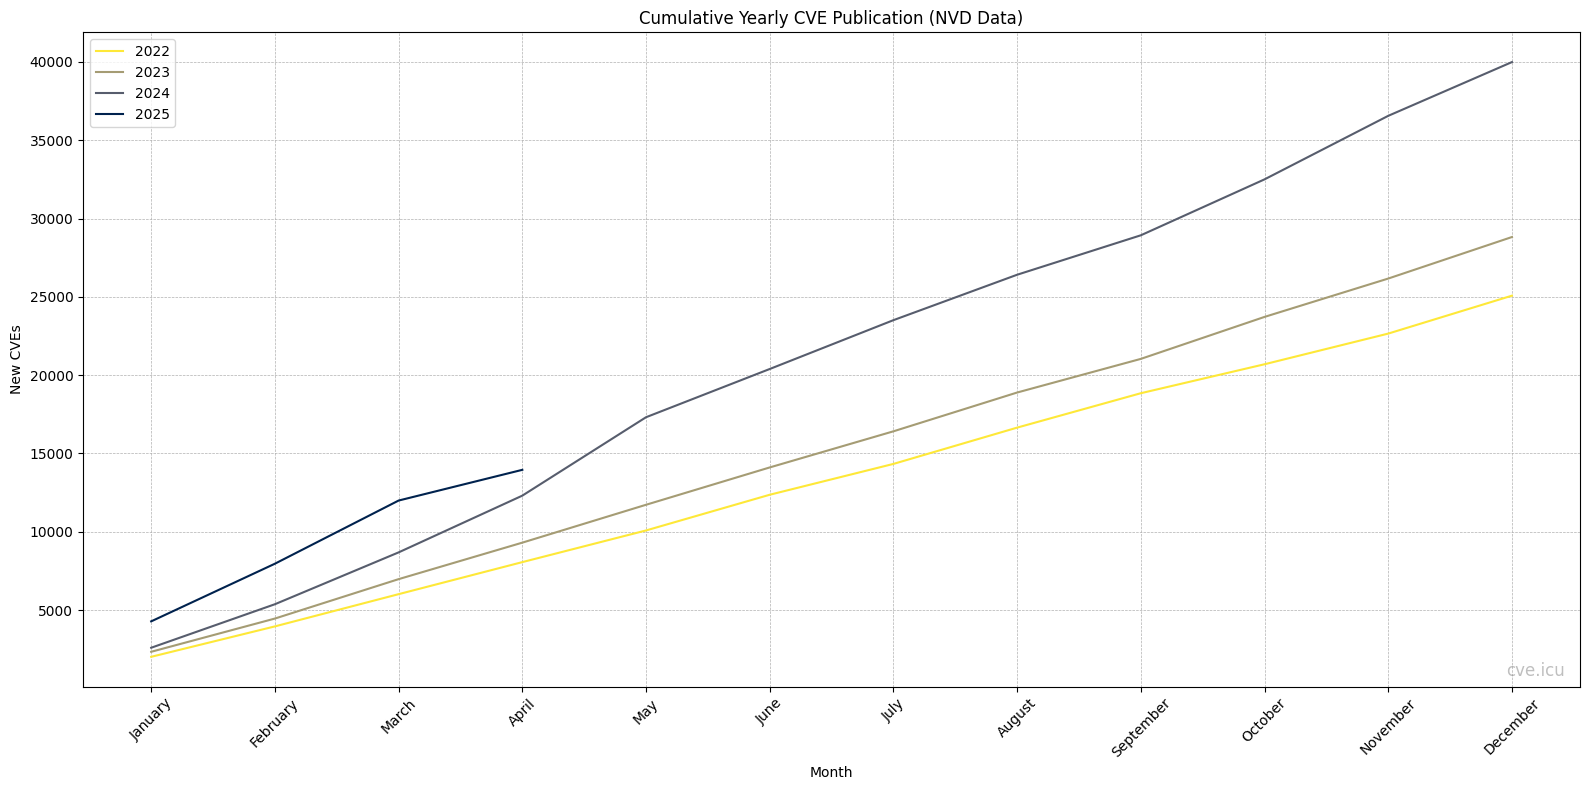 Cumulative Yearly CVE Publication (NVD Data)
2022
2023
2024
2025
New CVEs
40000
35000
30000
25000
20000
15000
10000
5000
cve.icu
January
February
March
April
May
June
July
August
September
October
November
December
Month